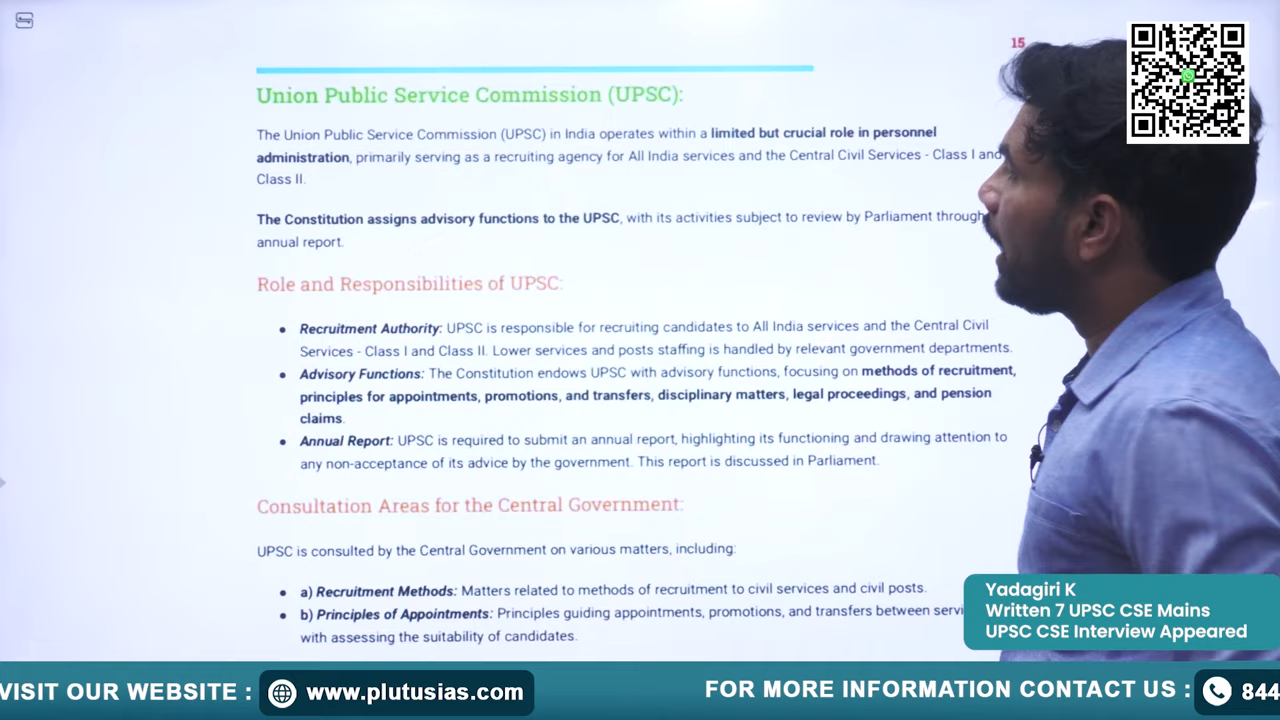 15
Union Public Service Commission (UPSC):
The Union Public Service Commission (UPSC) in India operates within a limited but crucial role in personnel
administration, primarily serving as a recruiting agency for All India services and the Central Civil Services - Class I and
Class II.
The Constitution assigns advisory functions to the UPSC, with its activities subject to review by Parliament through
annual report.
Role and Responsibilities of UPSC:
• Recruitment Authority: UPSC is responsible for recruiting candidates to All India services and the Central Civil
Services - Class I and Class II. Lower services and posts staffing is handled by relevant government departments.
• Advisory Functions: The Constitution endows UPSC with advisory functions, focusing on methods of recruitment,
principles for appointments, promotions, and transfers, disciplinary matters, legal proceedings, and pension
claims.
• Annual Report: UPSC is required to submit an annual report, highlighting its functioning and drawing attention to
any non-acceptance of its advice by the government. This report is discussed in Parliament.
Consultation Areas for the Central Government:
UPSC is consulted by the Central Government on various matters, including:
• a) Recruitment Methods: Matters related to methods of recruitment to civil services and civil posts.
• b) Principles of Appointments: Principles guiding appointments, promotions, and transfers between
with assessing the suitability of candidates.
Yadagiri K
Written 7 UPSC CSE Mains
UPSC CSE Interview Appeared
VISIT OUR WEBSITE : www.plutusias.com
FOR MORE INFORMATION CONTACT US : 844